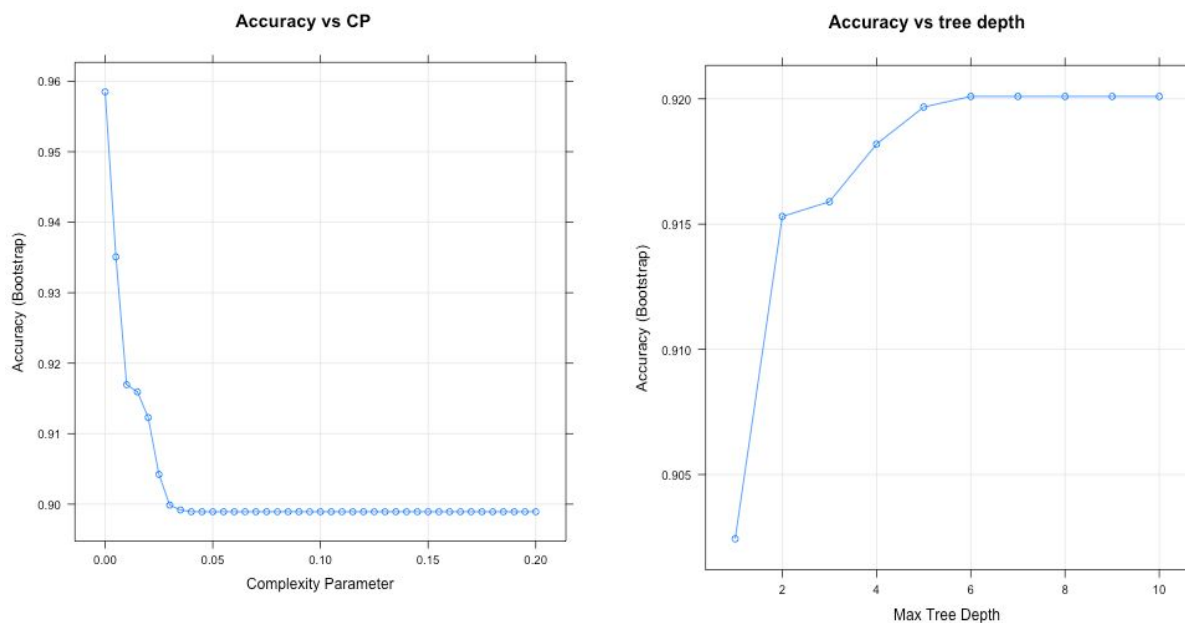 Accuracy vs CP
0.96
0.95
0.94
0.93
0.92
0.91
0.90
Accuracy (Bootstrap)
0.00 0.05 0.10 0.15 0.20
Complexity Parameter
Accuracy vs tree depth
0.920
0.915
0.910
0.905
Accuracy (Bootstrap)
2 4 6 8 10
Max Tree Depth